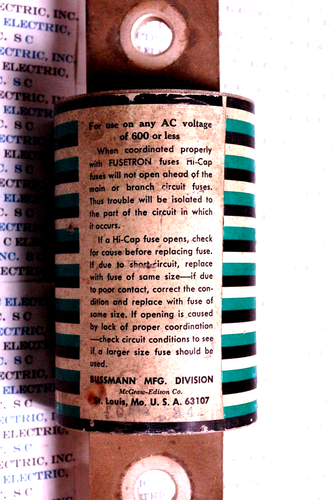 For use on any AC voltage
of 600 or less
When coordinated properly
with FUSETRON fuses Hi-Cap
fuses will not open ahead of the
main or branch circuit fuses.
Thus trouble will be isolated to
the part of the circuit in which
it occurs.
If a Hi-Cap fuse opens, check
for cause before replacing fuse.
If due to short-circuit, replace
with fuse of same size—if due
to poor contact, correct the con-
dition and replace with fuse of
same size. If opening is caused
by lack of proper coordination
—check circuit conditions to see
if a larger size fuse should be
used.
BUSSMANN MFG. DIVISION
McGraw-Edison Co.
St. Louis, Mo. U. S. A. 63107
ECTRIC, INC.
ELECTRIC,
C. S C
ECTRIC, INC.
ELECTRIC,
C. S C